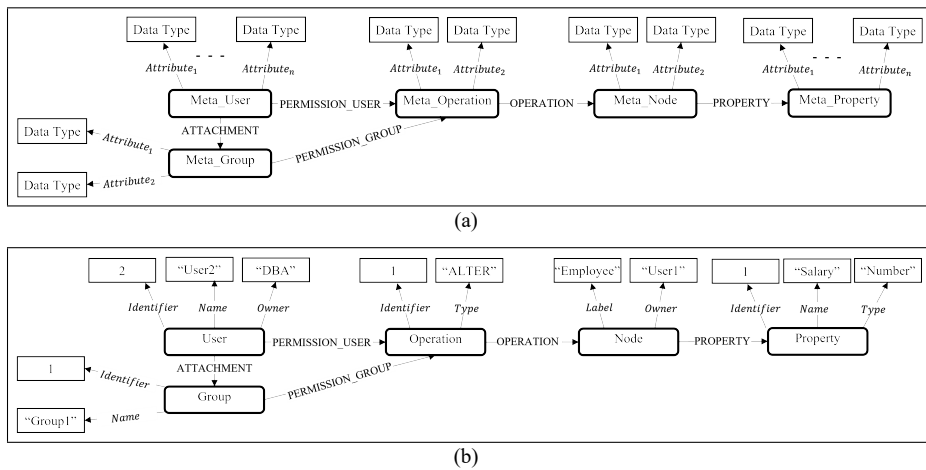 Data Type Data Type Data Type Data Type Data Type Data Type Data Type Data Type
- - - - - -
Attribute₁ Attributeₙ Attribute₁ Attribute₂ Attribute₁ Attribute₂ Attribute₁ Attributeₙ
Meta_User PERMISSION_USER Meta_Operation OPERATION Meta_Node PROPERTY Meta_Property
ATTACHMENT
Data Type Attribute₁ PERMISSION_GROUP
Meta_Group
Data Type Attribute₂
(a)
2 “User2” “DBA” 1 “ALTER” “Employee” “User1” 1 “Salary” “Number”
Identifier Name Owner Identifier Type Label Owner Identifier Name Type
User PERMISSION_USER Operation OPERATION Node PROPERTY Property
ATTACHMENT
1 Identifier PERMISSION_GROUP
Group
“Group1” Name
(b)